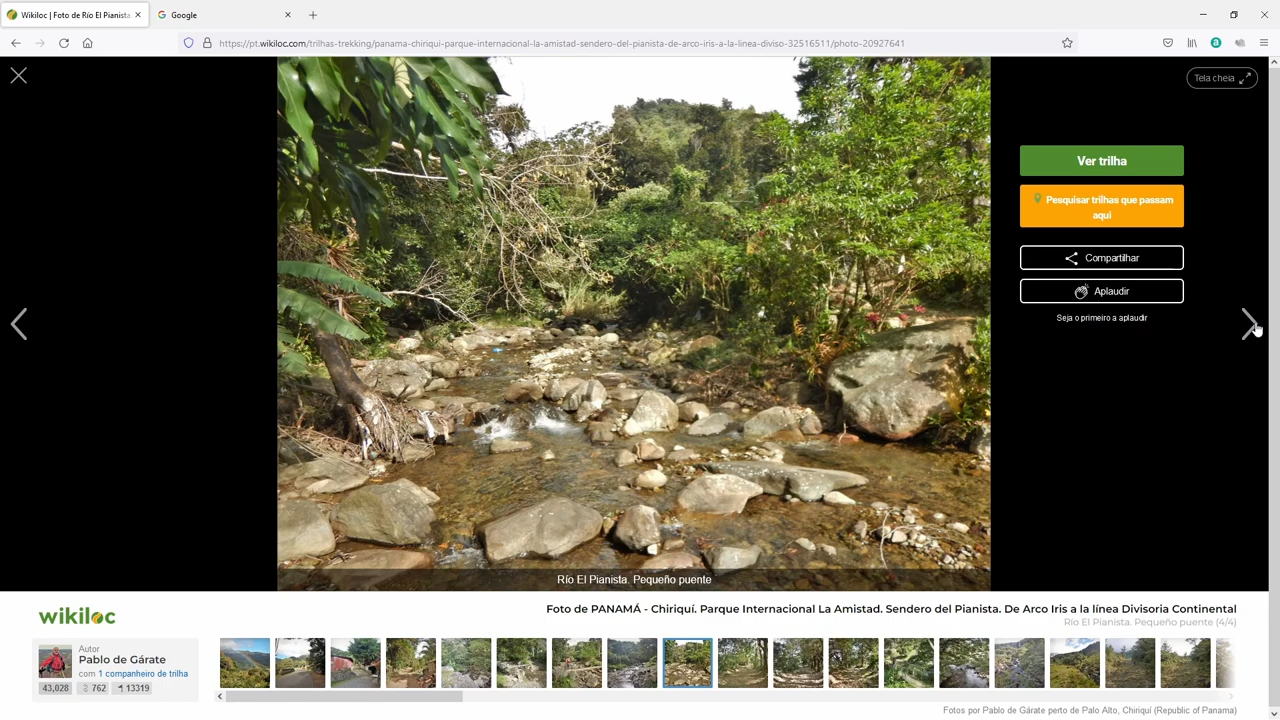 Wikiloc | Foto de Río El Pianista
Google
https://pt.wikiloc.com/trilhas-trekking/panama-chiriqui-parque-internacional-la-amistad-sendero-del-pianista-de-arco-iris-a-la-linea-diviso-32516511/photo-20927641
Tela cheia
Ver trilha
Pesquisar trilhas que passam
aqui
Compartilhar
Aplaudir
Seja o primeiro a aplaudir
Río El Pianista. Pequeño puente
wikiloc
Foto de PANAMÁ - Chiriquí. Parque Internacional La Amistad. Sendero del Pianista. De Arco Iris a la línea Divisoria Continental
Río El Pianista. Pequeño puente (4/4)
Autor
Pablo de Gárate
com 1 companheiro de trilha
43,028 762 13319
Fotos por Pablo de Gárate perto de Palo Alto, Chiriquí (Republic of Panama)